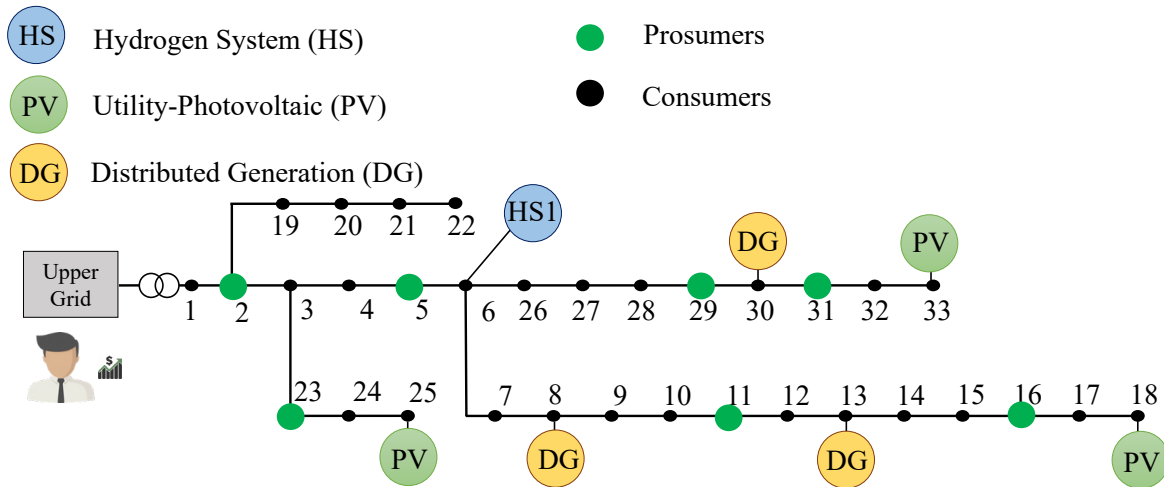 HS Hydrogen System (HS)
Prosumers
PV Utility-Photovoltaic (PV)
Consumers
DG Distributed Generation (DG)
19 20 21 22
HS1
DG
PV
Upper
Grid
1 2 3 4 5 6 26 27 28 29 30 31 32 33
$
23 24 25
7 8 9 10 11 12 13 14 15 16 17 18
PV
DG
DG
PV